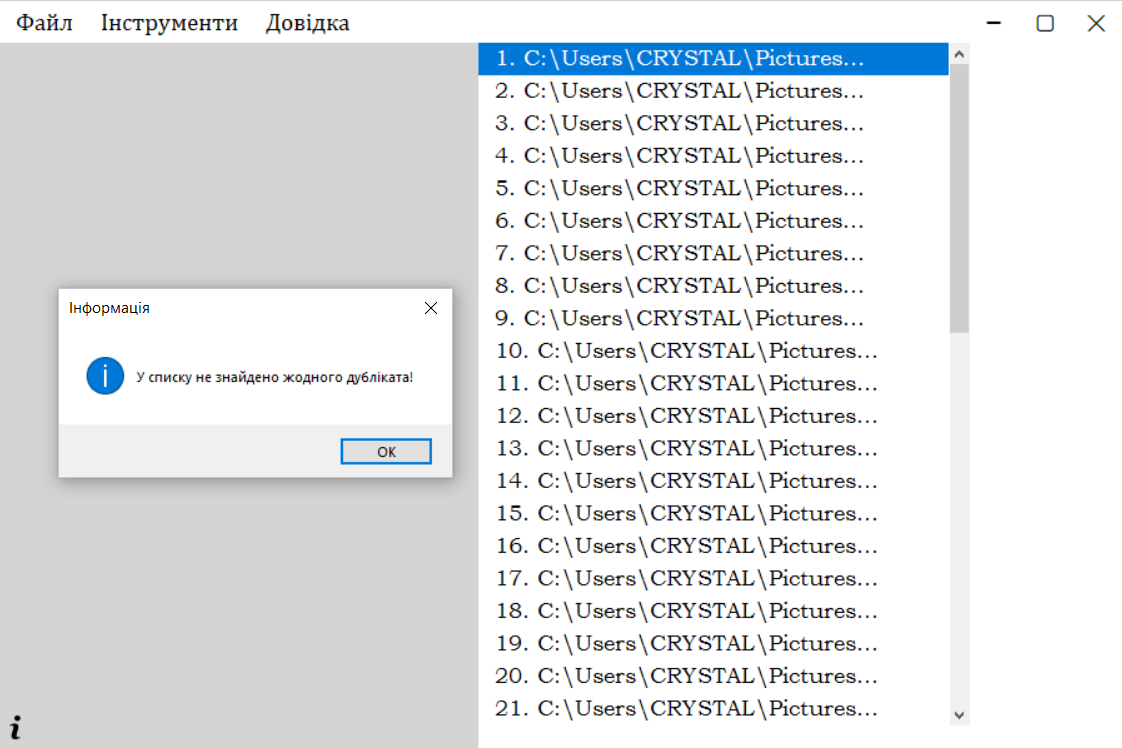 Файл Інструменти Довідка
1. C:\Users\CRYSTAL\Pictures...
2. C:\Users\CRYSTAL\Pictures...
3. C:\Users\CRYSTAL\Pictures...
4. C:\Users\CRYSTAL\Pictures...
5. C:\Users\CRYSTAL\Pictures...
6. C:\Users\CRYSTAL\Pictures...
7. C:\Users\CRYSTAL\Pictures...
8. C:\Users\CRYSTAL\Pictures...
9. C:\Users\CRYSTAL\Pictures...
10. C:\Users\CRYSTAL\Pictures...
11. C:\Users\CRYSTAL\Pictures...
12. C:\Users\CRYSTAL\Pictures...
13. C:\Users\CRYSTAL\Pictures...
14. C:\Users\CRYSTAL\Pictures...
15. C:\Users\CRYSTAL\Pictures...
16. C:\Users\CRYSTAL\Pictures...
17. C:\Users\CRYSTAL\Pictures...
18. C:\Users\CRYSTAL\Pictures...
19. C:\Users\CRYSTAL\Pictures...
20. C:\Users\CRYSTAL\Pictures...
21. C:\Users\CRYSTAL\Pictures...
Інформація
У списку не знайдено жодного дубліката!
ОК
i